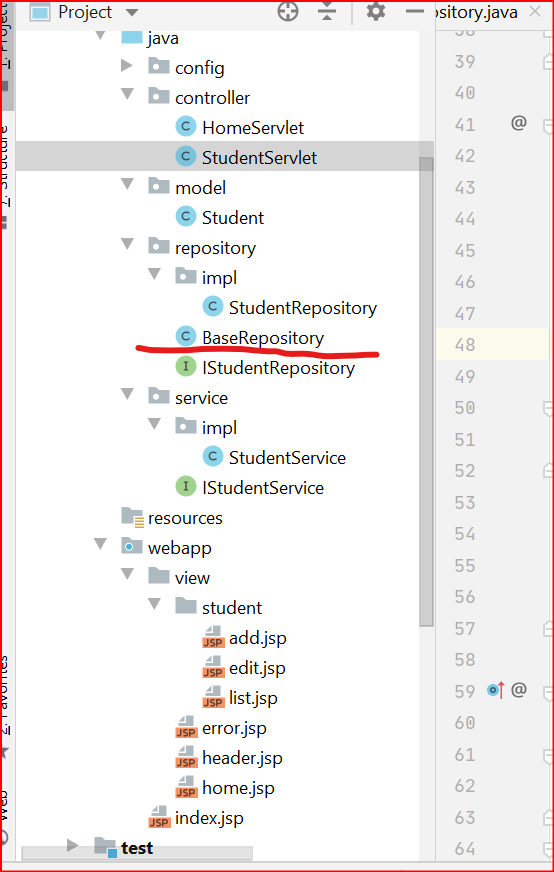 Project
ository.java
java
config
controller
HomeServlet
StudentServlet
model
Student
repository
impl
StudentRepository
BaseRepository
IStudentRepository
service
impl
StudentService
IStudentService
resources
webapp
view
student
add.jsp
edit.jsp
list.jsp
error.jsp
header.jsp
home.jsp
index.jsp
test
39
40
41 @
42
43
44
45
46
47
48
49
50
51
52
53
54
55
56
57
58
59 @
60
61
62
63
64
Z: Structure
2: Favorites
Web